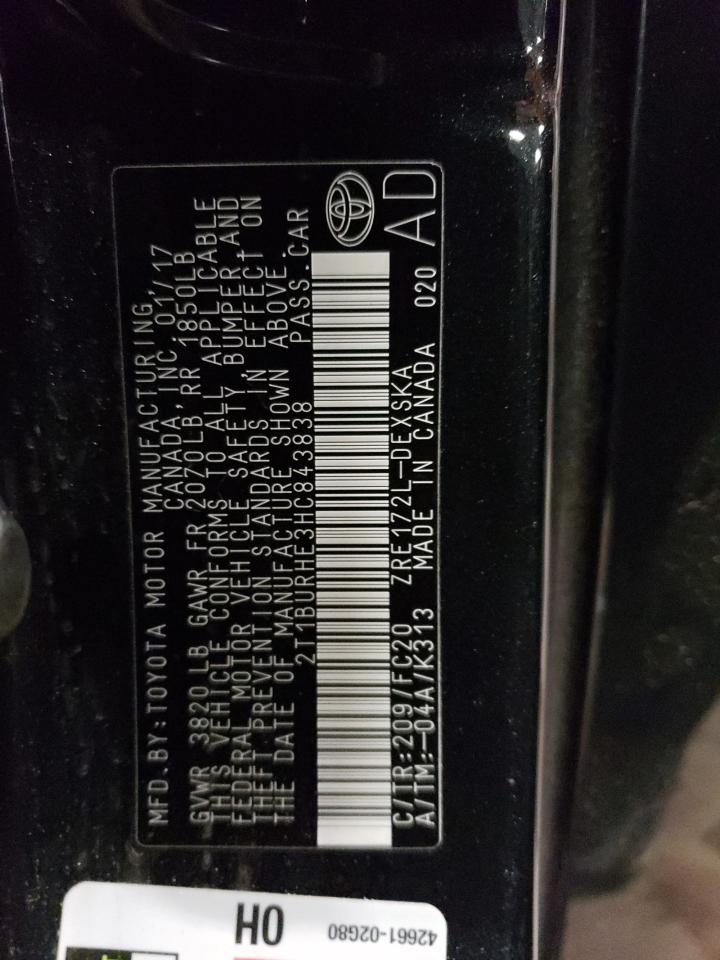 MFD.BY:TOYOTA MOTOR MANUFACTURING,
CANADA, INC. 01/17
GVWR 3820LB GAWR FR 2070LB, RR 1850LB
THIS VEHICLE CONFORMS TO ALL APPLICABLE
FEDERAL MOTOR VEHICLE SAFETY, BUMPER AND
THEFT PREVENTION STANDARDS IN EFFECT ON
THE DATE OF MANUFACTURE SHOWN ABOVE.
2T1BURHE3HC843838 PASS.CAR
C/TR:209/FC20 ZRE172L-DEXSKA
A/TM:-04A/K313 MADE IN CANADA 020
AD
OH
42661-02G80